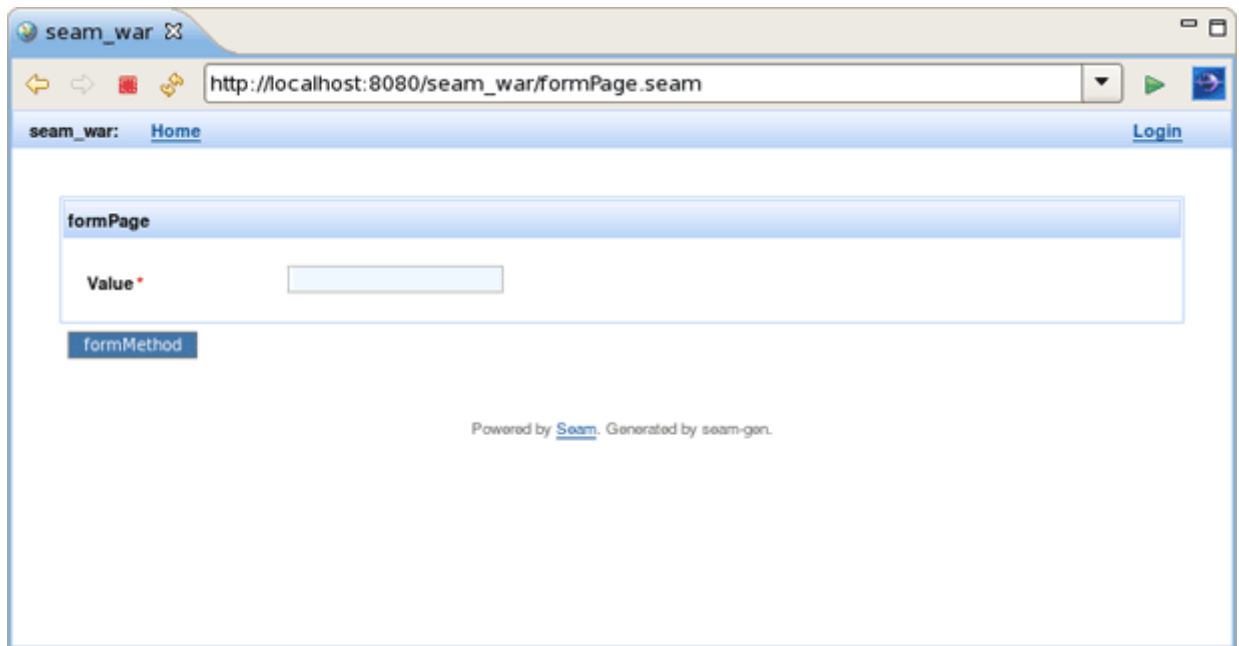 seam_war
http://localhost:8080/seam_war/formPage.seam
seam_war: Home Login
formPage
Value*
formMethod
Powered by Seam. Generated by seam-gen.